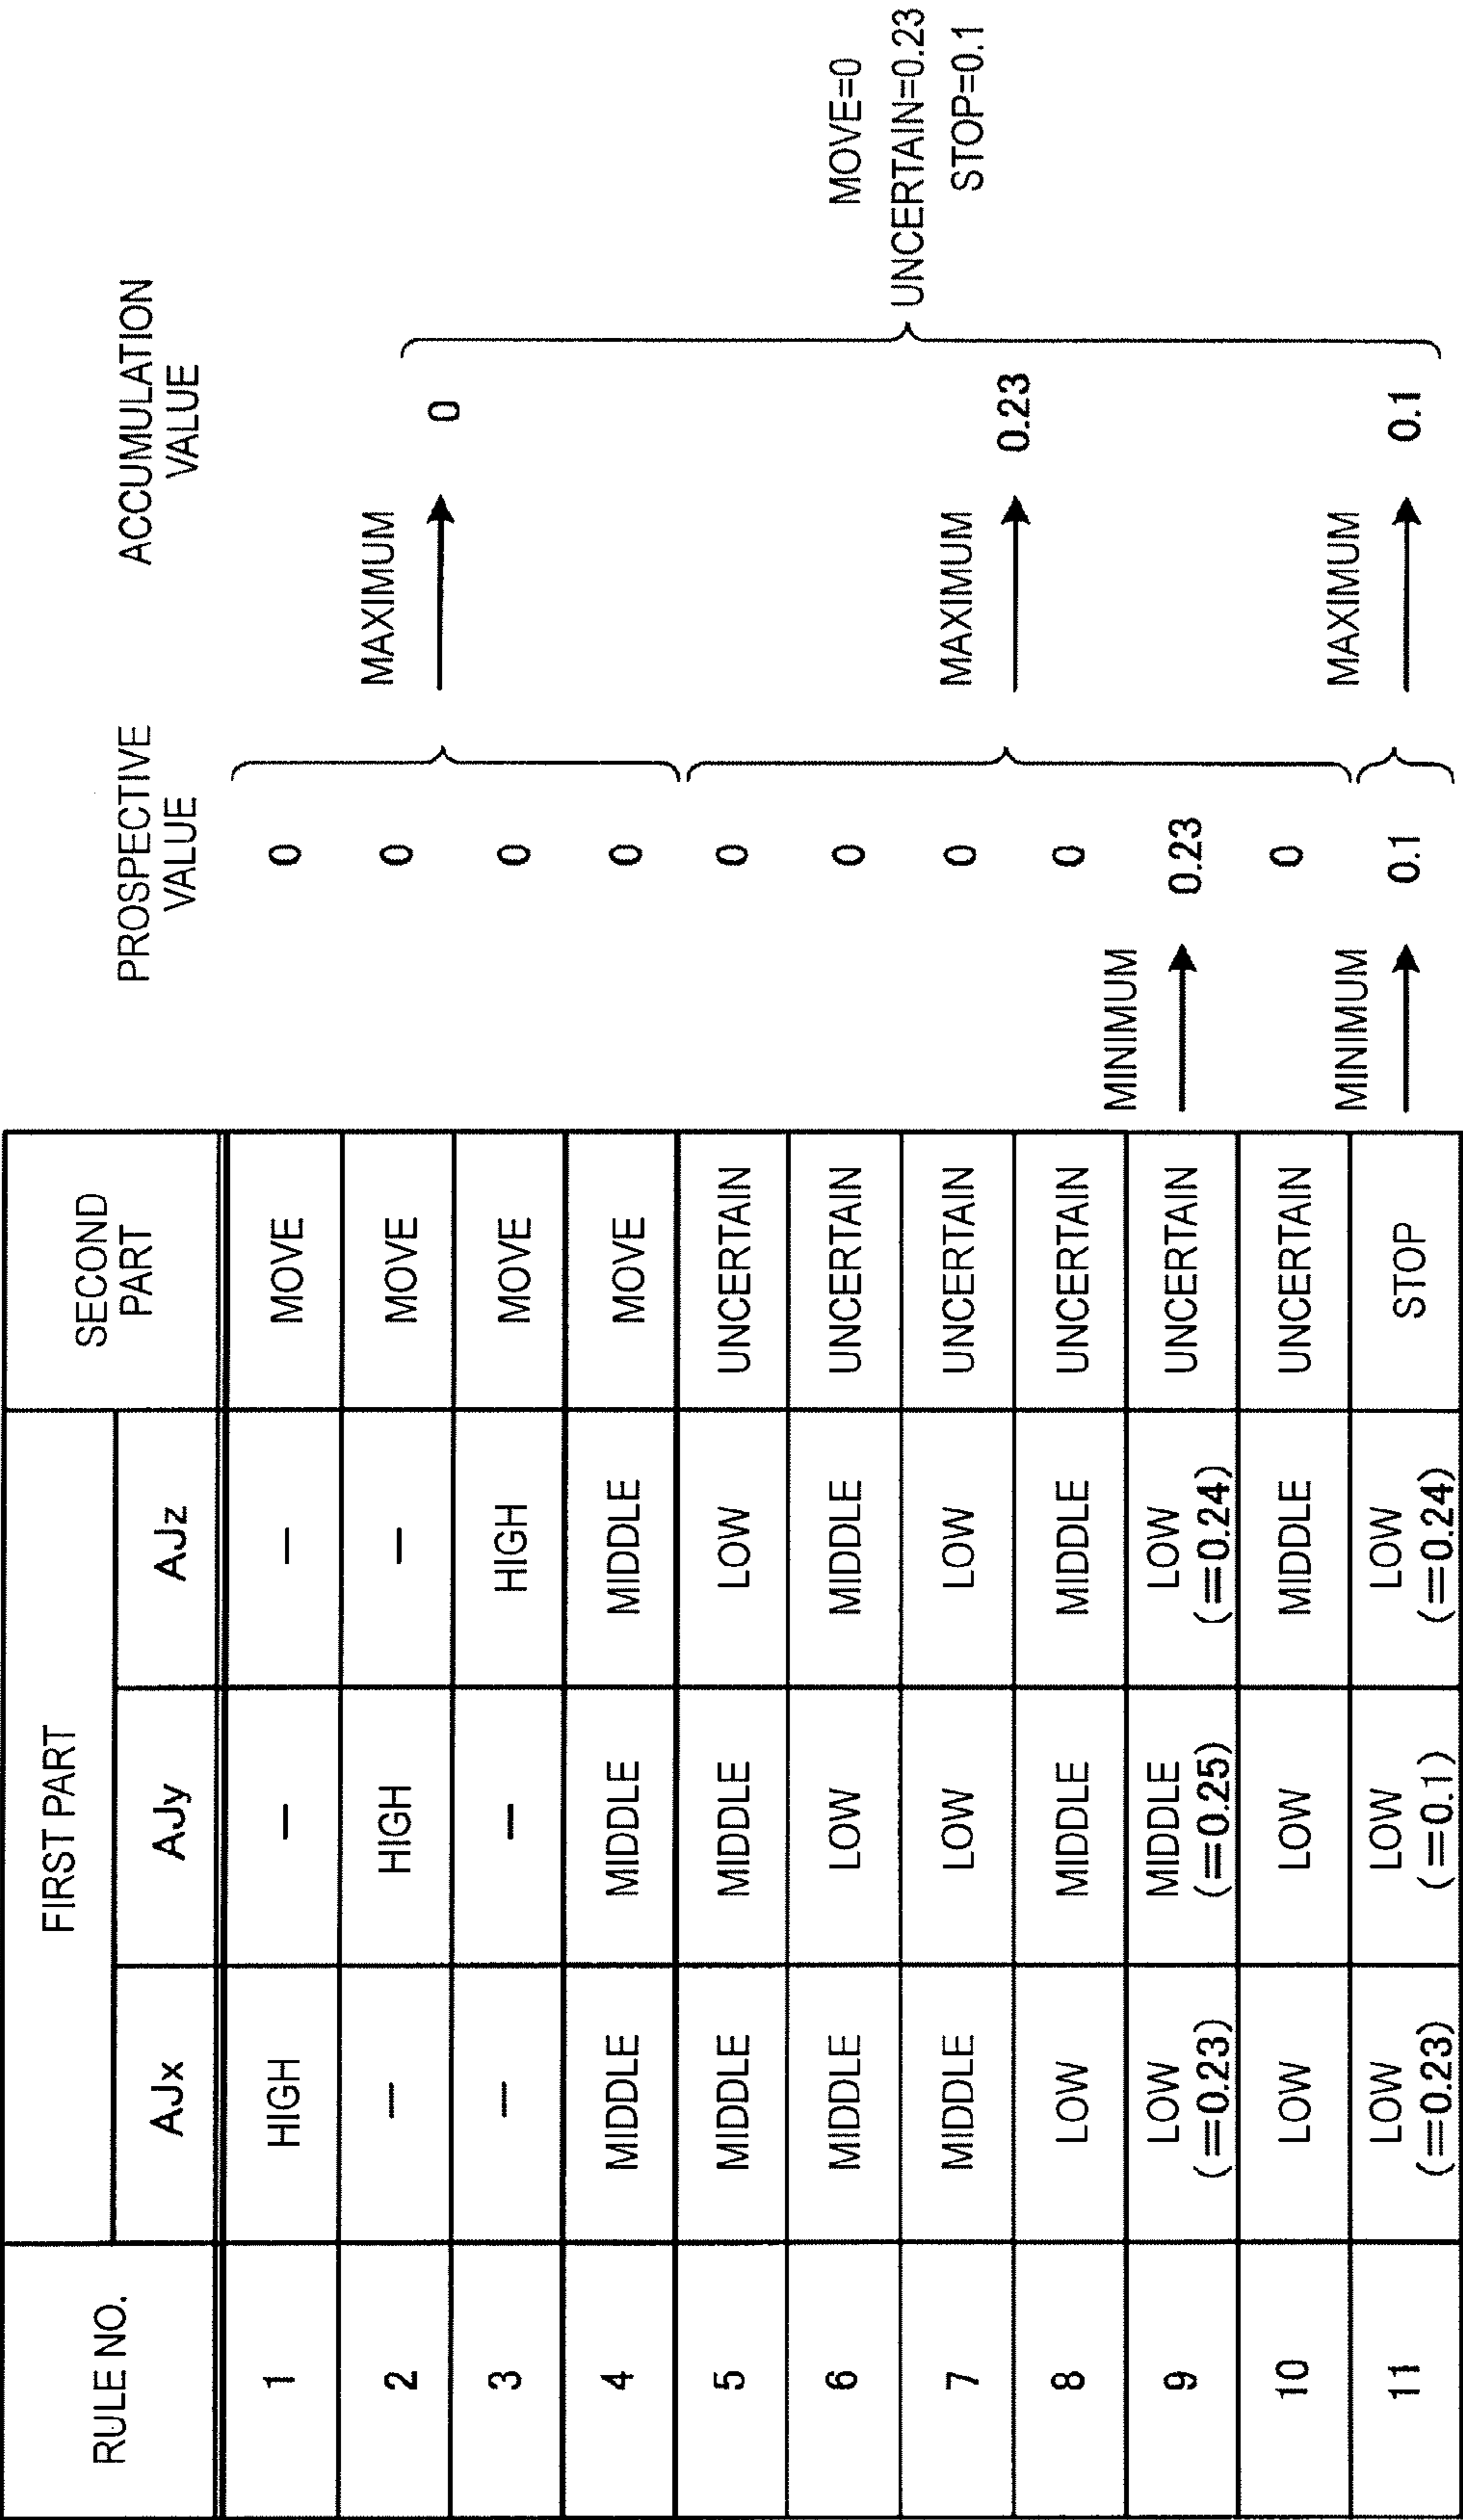 RULE NO. FIRST PART SECOND PART PROSPECTIVE VALUE ACCUMULATION VALUE
AJx AJy AJz
1 HIGH — — MOVE 0
2 — HIGH — MOVE 0 MAXIMUM 0
3 — — HIGH MOVE 0
4 MIDDLE MIDDLE MIDDLE MOVE 0
5 MIDDLE MIDDLE LOW UNCERTAIN 0
6 MIDDLE LOW MIDDLE UNCERTAIN 0
7 MIDDLE LOW LOW UNCERTAIN 0 MAXIMUM 0.23
8 LOW MIDDLE MIDDLE UNCERTAIN 0
9 LOW (=0.23) MIDDLE (=0.25) LOW (=0.24) UNCERTAIN MINIMUM 0.23
10 LOW LOW MIDDLE UNCERTAIN 0
11 LOW (=0.23) LOW (=0.1) LOW (=0.24) STOP MINIMUM 0.1 MAXIMUM 0.1
MOVE=0
UNCERTAIN=0.23
STOP=0.1